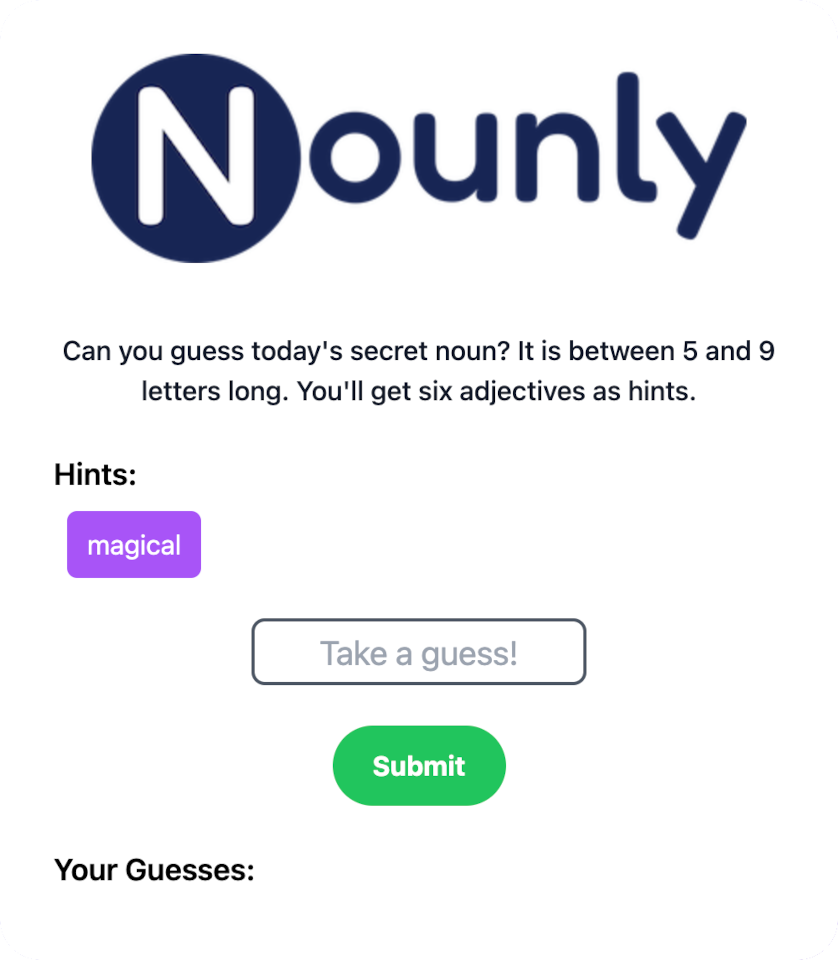 Nounly
Can you guess today's secret noun? It is between 5 and 9
letters long. You'll get six adjectives as hints.
Hints:
magical
Take a guess!
Submit
Your Guesses: